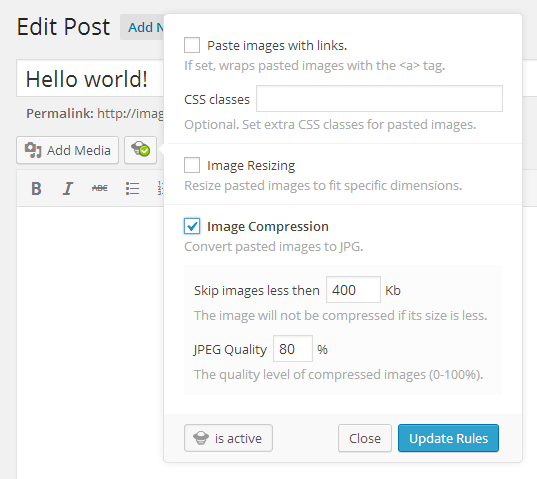 Edit Post Add N
Hello world!
Permalink: http://imag
Add Media
B I ABC
Paste images with links.
If set, wraps pasted images with the <a> tag.
CSS classes
Optional. Set extra CSS classes for pasted images.
Image Resizing
Resize pasted images to fit specific dimensions.
Image Compression
Convert pasted images to JPG.
Skip images less then 400 Kb
The image will not be compressed if its size is less.
JPEG Quality 80 %
The quality level of compressed images (0-100%).
is active Close Update Rules